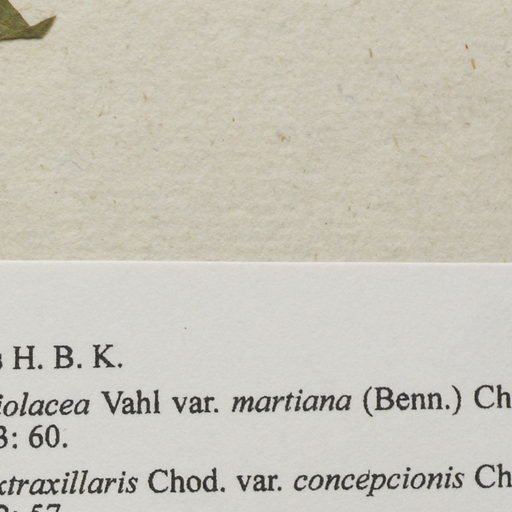 H. B. K.
iolacea Vahl var. martiana (Benn.) Ch
3: 60.
xtraxillaris Chod. var. concepcionis Ch